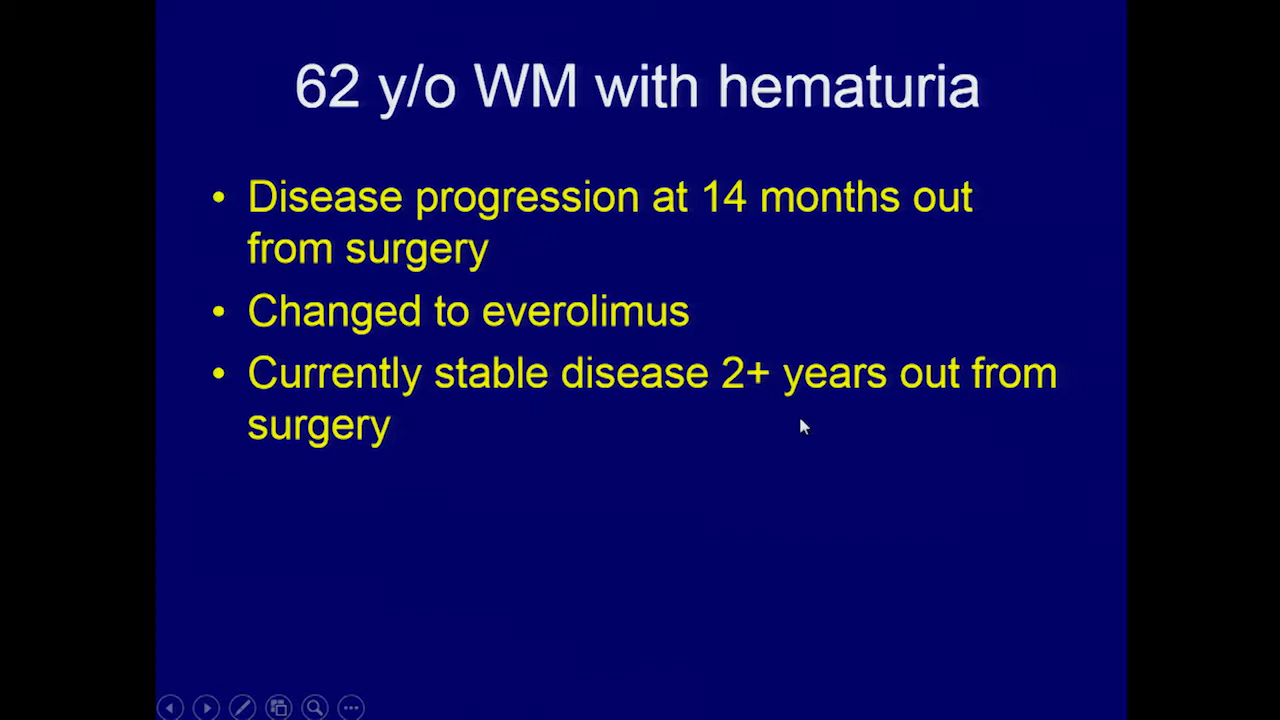 62 y/o WM with hematuria
• Disease progression at 14 months out
from surgery
• Changed to everolimus
• Currently stable disease 2+ years out from
surgery